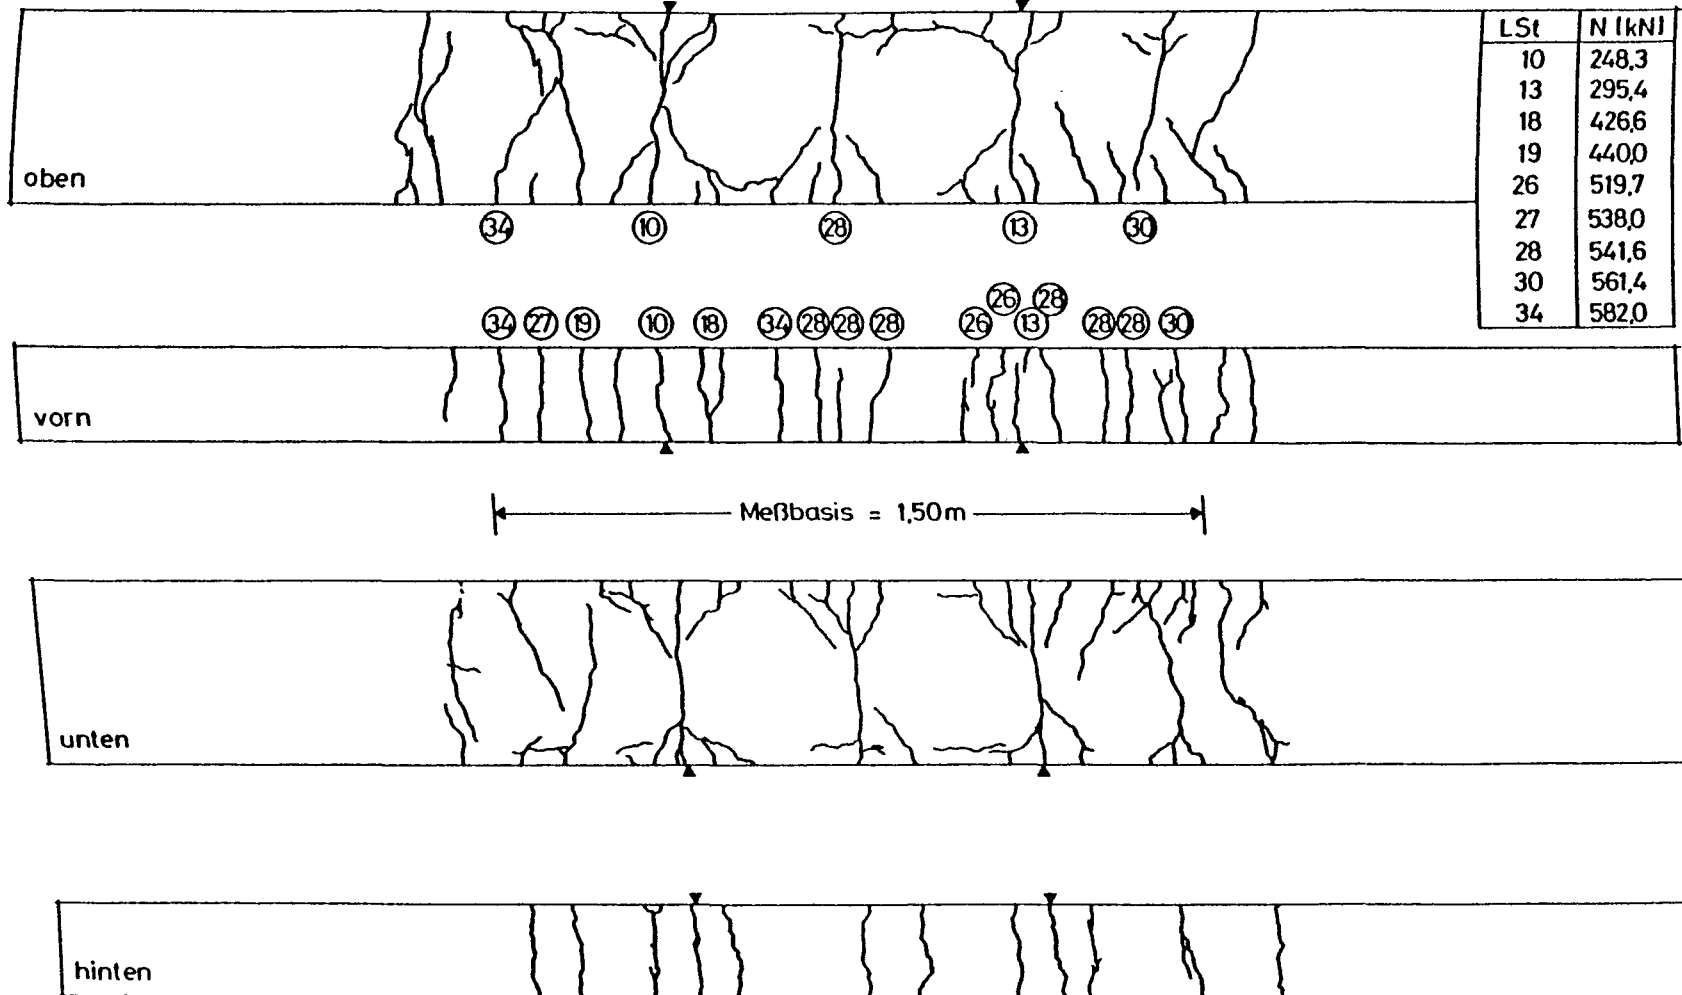 LSt N [kN]
10 248,3
13 295,4
18 426,6
19 440,0
26 519,7
27 538,0
28 541,6
30 561,4
34 582,0
oben
34 10 28 13 30
26 28
34 27 19 10 18 34 28 28 28 26 13 28 28 30
vorn
Meßbasis = 1,50m
unten
hinten